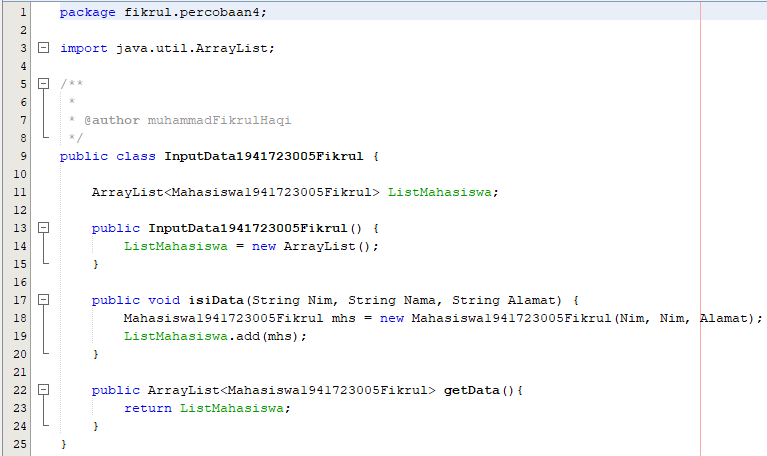 1 package fikrul.percobaan4;
2
3 import java.util.ArrayList;
4
5 /**
6  *
7  * @author muhammadFikrulHaqi
8  */
9 public class InputData1941723005Fikrul {
10
11     ArrayList<Mahasiswa1941723005Fikrul> ListMahasiswa;
12
13     public InputData1941723005Fikrul() {
14         ListMahasiswa = new ArrayList();
15     }
16
17     public void isiData(String Nim, String Nama, String Alamat) {
18         Mahasiswa1941723005Fikrul mhs = new Mahasiswa1941723005Fikrul(Nim, Nim, Alamat);
19         ListMahasiswa.add(mhs);
20     }
21
22     public ArrayList<Mahasiswa1941723005Fikrul> getData(){
23         return ListMahasiswa;
24     }
25 }